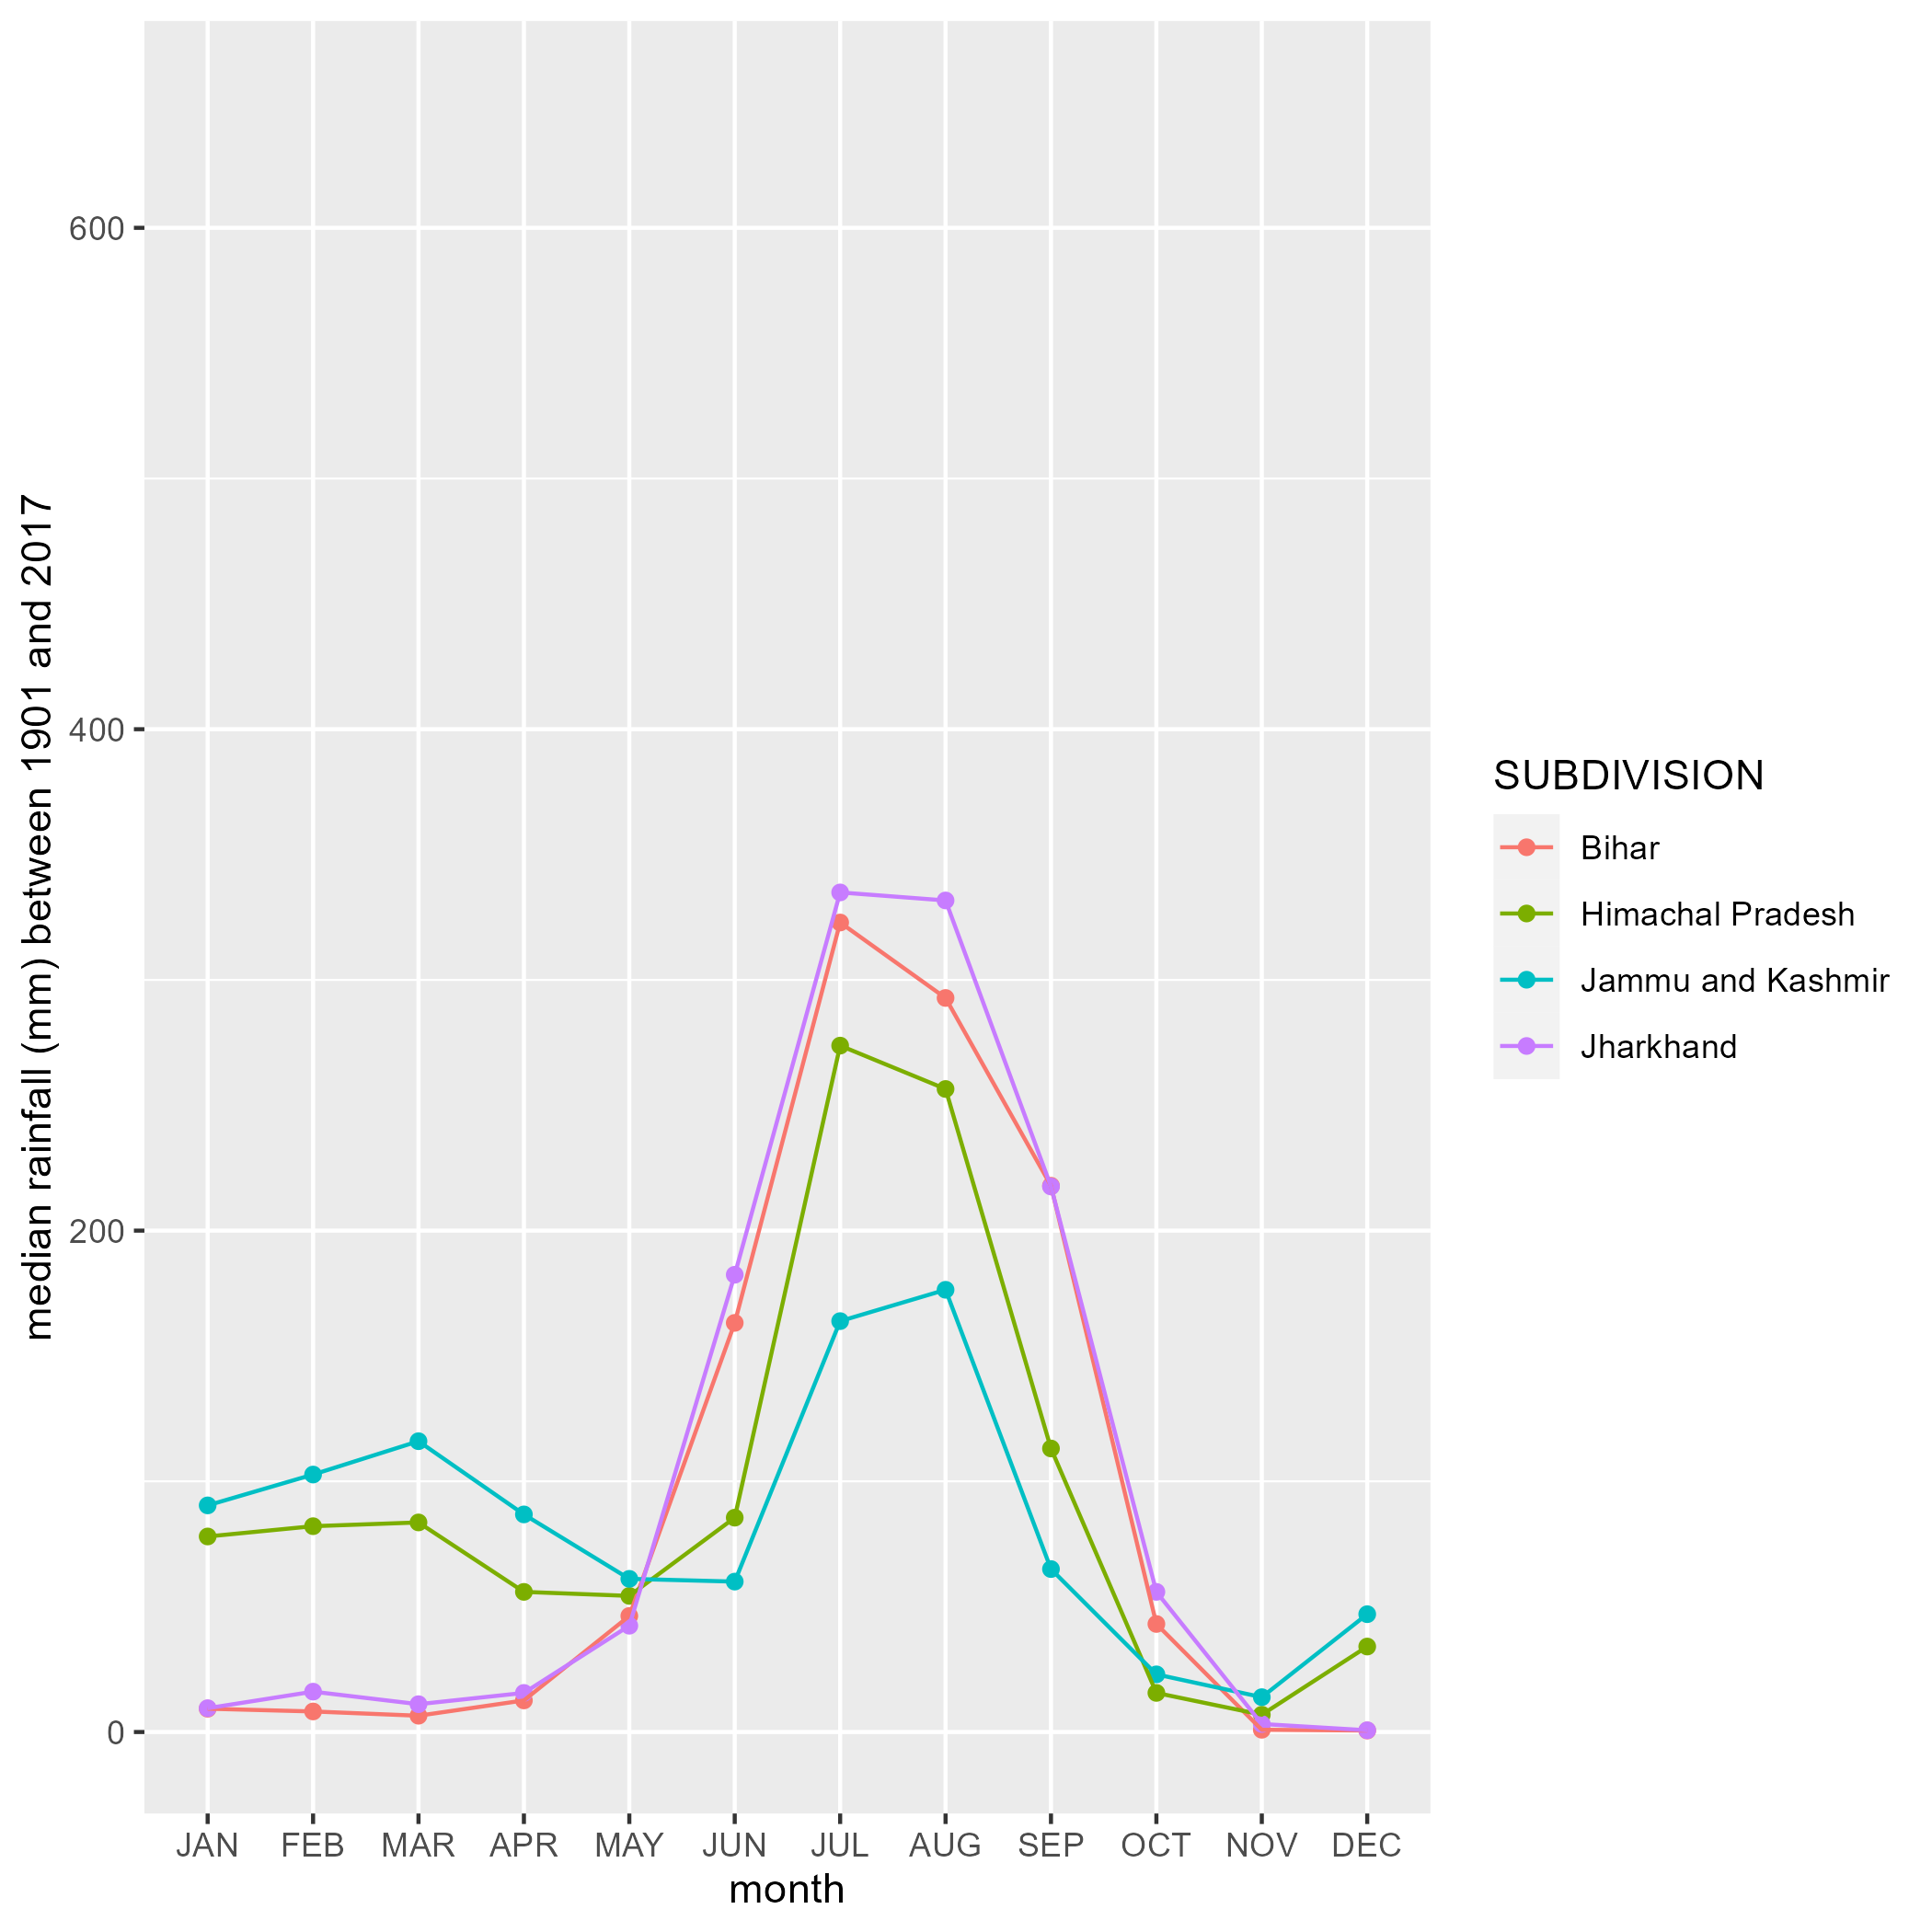 median rainfall (mm) between 1901 and 2017
600
400
200
0
JAN FEB MAR APR MAY JUN JUL AUG SEP OCT NOV DEC
month
SUBDIVISION
Bihar
Himachal Pradesh
Jammu and Kashmir
Jharkhand